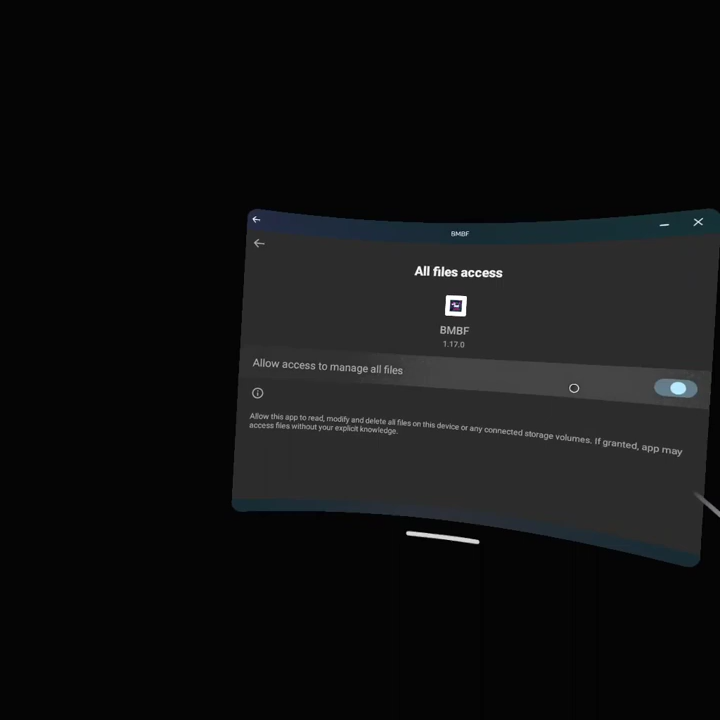 BMBF
All files access
BMBF
1.17.0
Allow access to manage all files
Allow this app to read, modify and delete all files on this device or any connected storage volumes. If granted, app may
access files without your explicit knowledge.